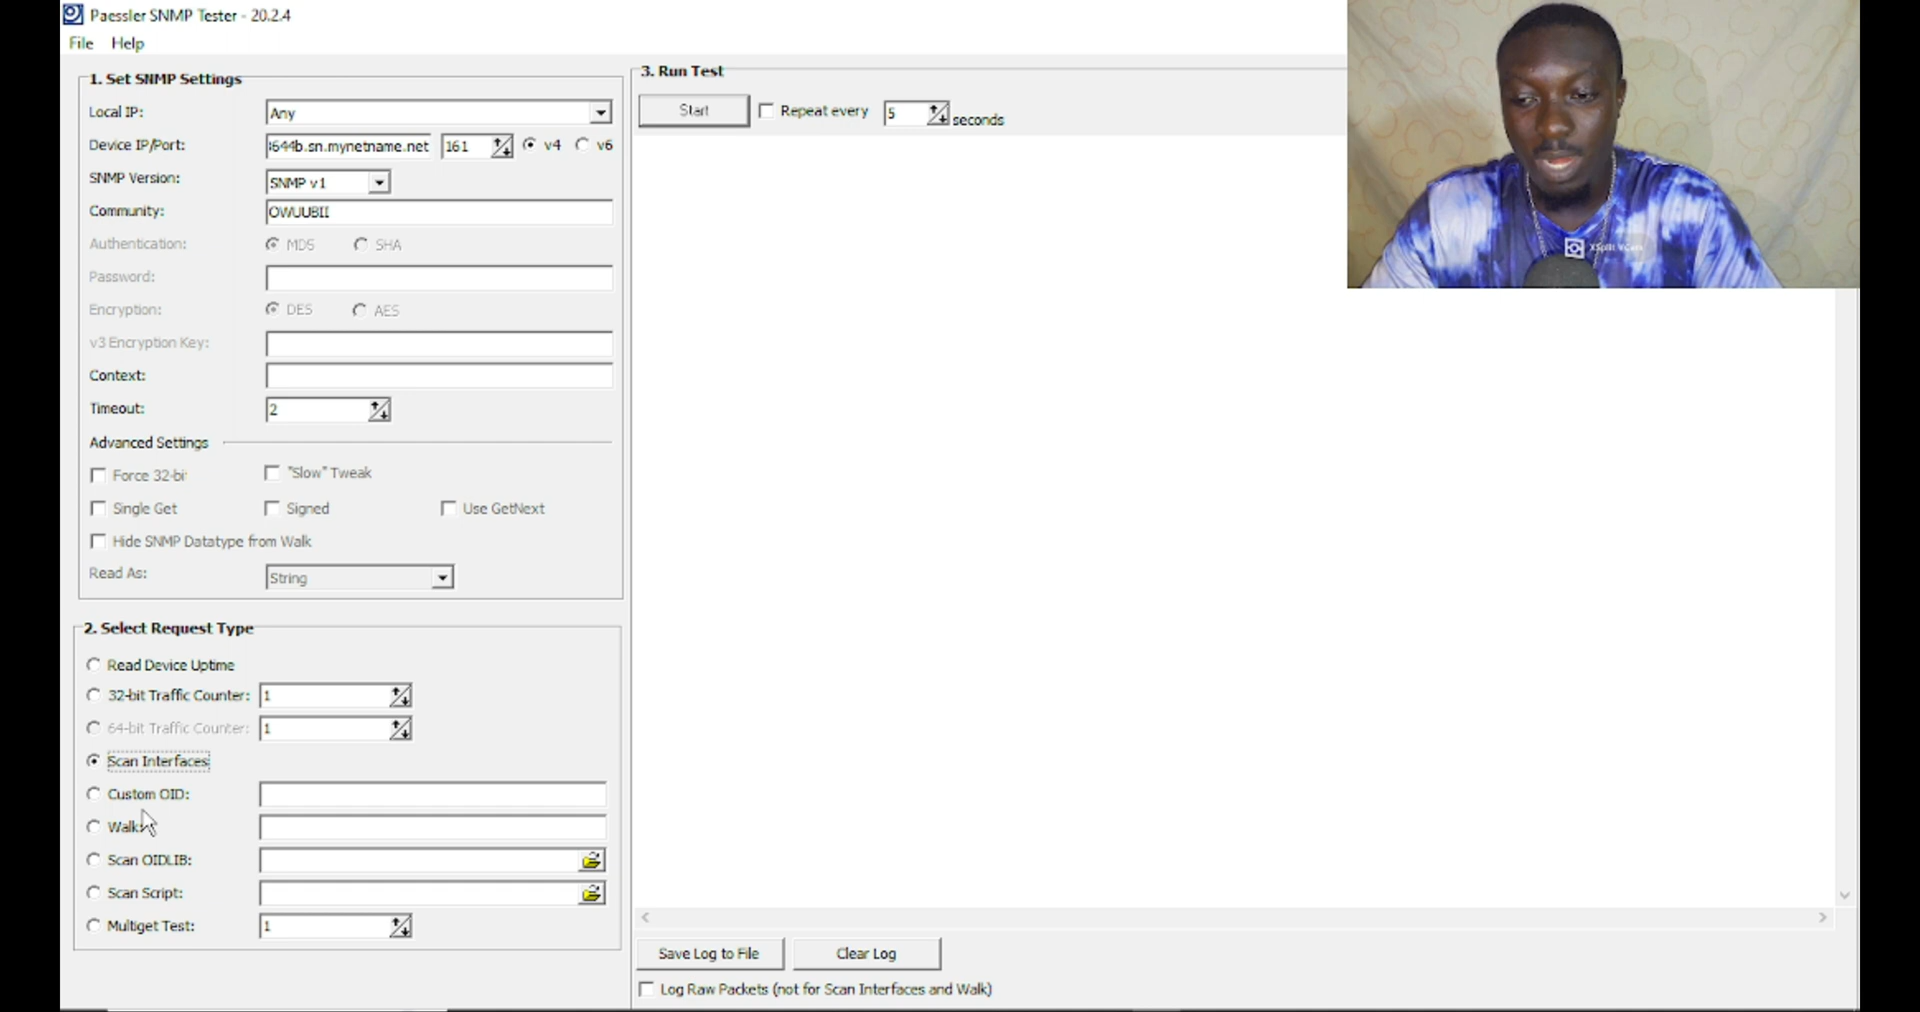 Paessler SNMP Tester - 20.2.4
File Help
1. Set SNMP Settings
Local IP: Any
Device IP/Port: 644b.sn.mynetname.net 161 v4 v6
SNMP Version: SNMP v1
Community: OWUUBII
Authentication: MD5 SHA
Password:
Encryption: DES AES
v3 Encryption Key:
Context:
Timeout: 2
Advanced Settings
Force 32-bit "Slow" Tweak
Single Get Signed Use GetNext
Hide SNMP Datatype from Walk
Read As: String
2. Select Request Type
Read Device Uptime
32-bit Traffic Counter: 1
64-bit Traffic Counter: 1
Scan Interfaces
Custom OID:
Walk:
Scan OIDLIB:
Scan Script:
Multiget Test: 1
3. Run Test
Start Repeat every 5 seconds
XSplit VCam
Save Log to File Clear Log
Log Raw Packets (not for Scan Interfaces and Walk)